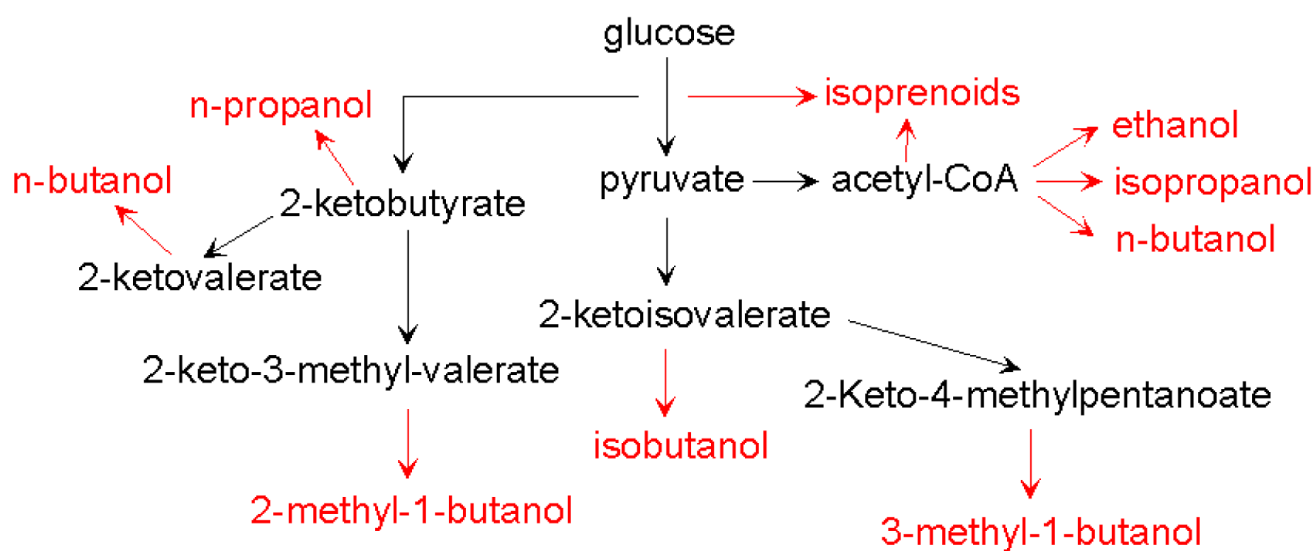 glucose
n-propanol
isoprenoids
ethanol
n-butanol
2-ketobutyrate
pyruvate
acetyl-CoA
isopropanol
n-butanol
2-ketovalerate
2-ketoisovalerate
2-keto-3-methyl-valerate
2-Keto-4-methylpentanoate
isobutanol
2-methyl-1-butanol
3-methyl-1-butanol